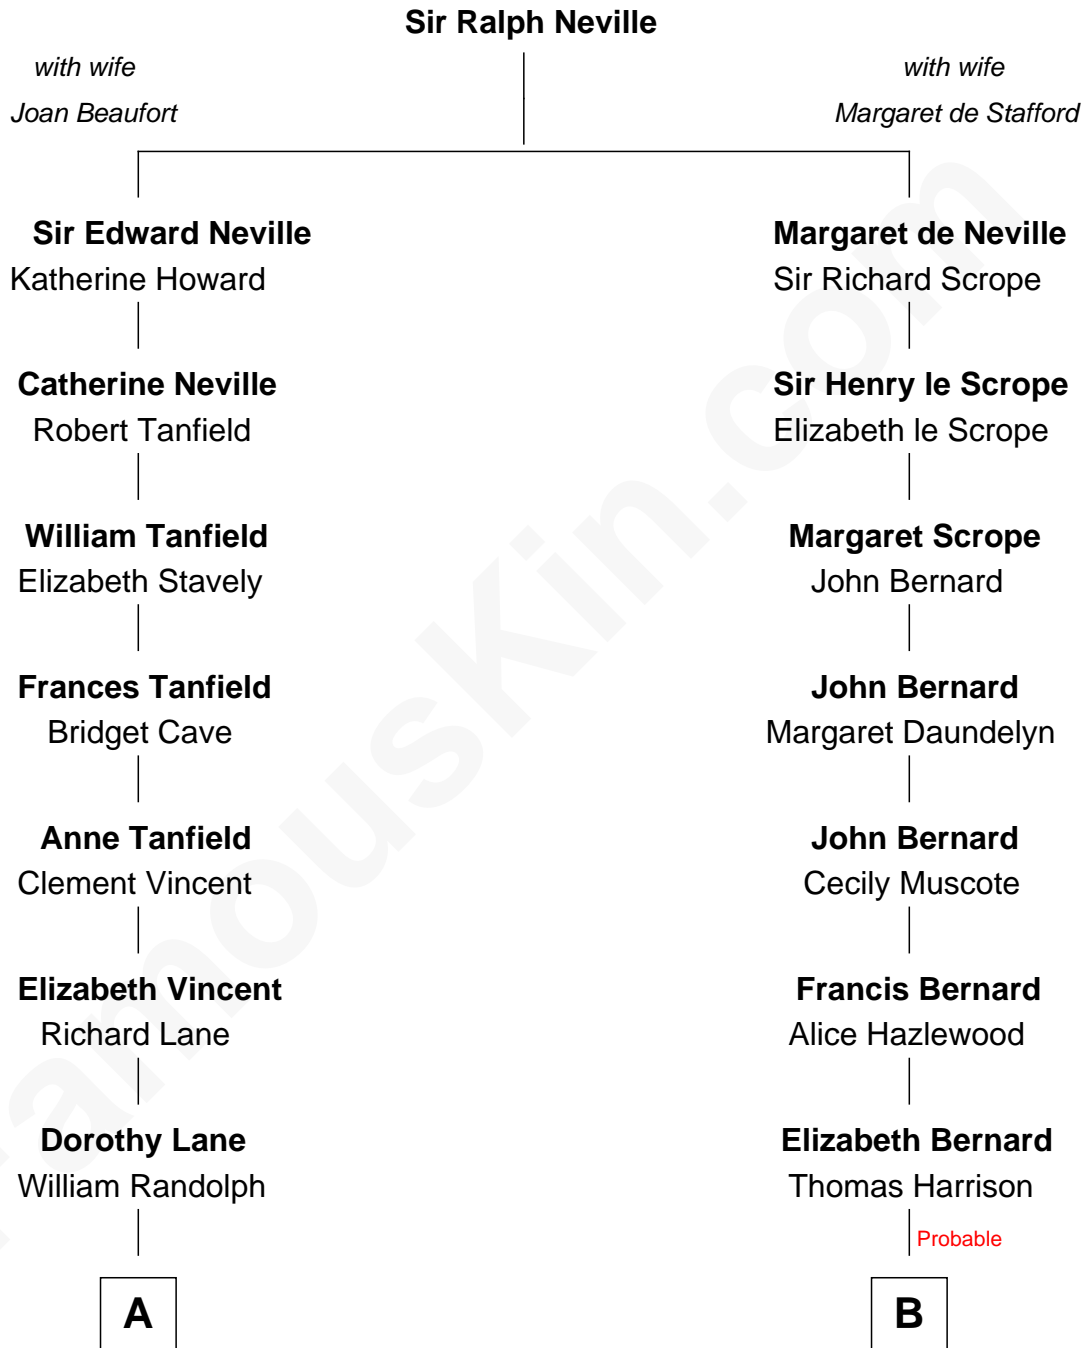 Sir Ralph Neville
with wife
Joan Beaufort
with wife
Margaret de Stafford
Sir Edward Neville
Katherine Howard
Margaret de Neville
Sir Richard Scrope
Catherine Neville
Robert Tanfield
Sir Henry le Scrope
Elizabeth le Scrope
William Tanfield
Elizabeth Stavely
Margaret Scrope
John Bernard
Frances Tanfield
Bridget Cave
John Bernard
Margaret Daundelyn
Anne Tanfield
Clement Vincent
John Bernard
Cecily Muscote
Elizabeth Vincent
Richard Lane
Francis Bernard
Alice Hazlewood
Dorothy Lane
William Randolph
Elizabeth Bernard
Thomas Harrison
Probable
A
B
FamousKin.com